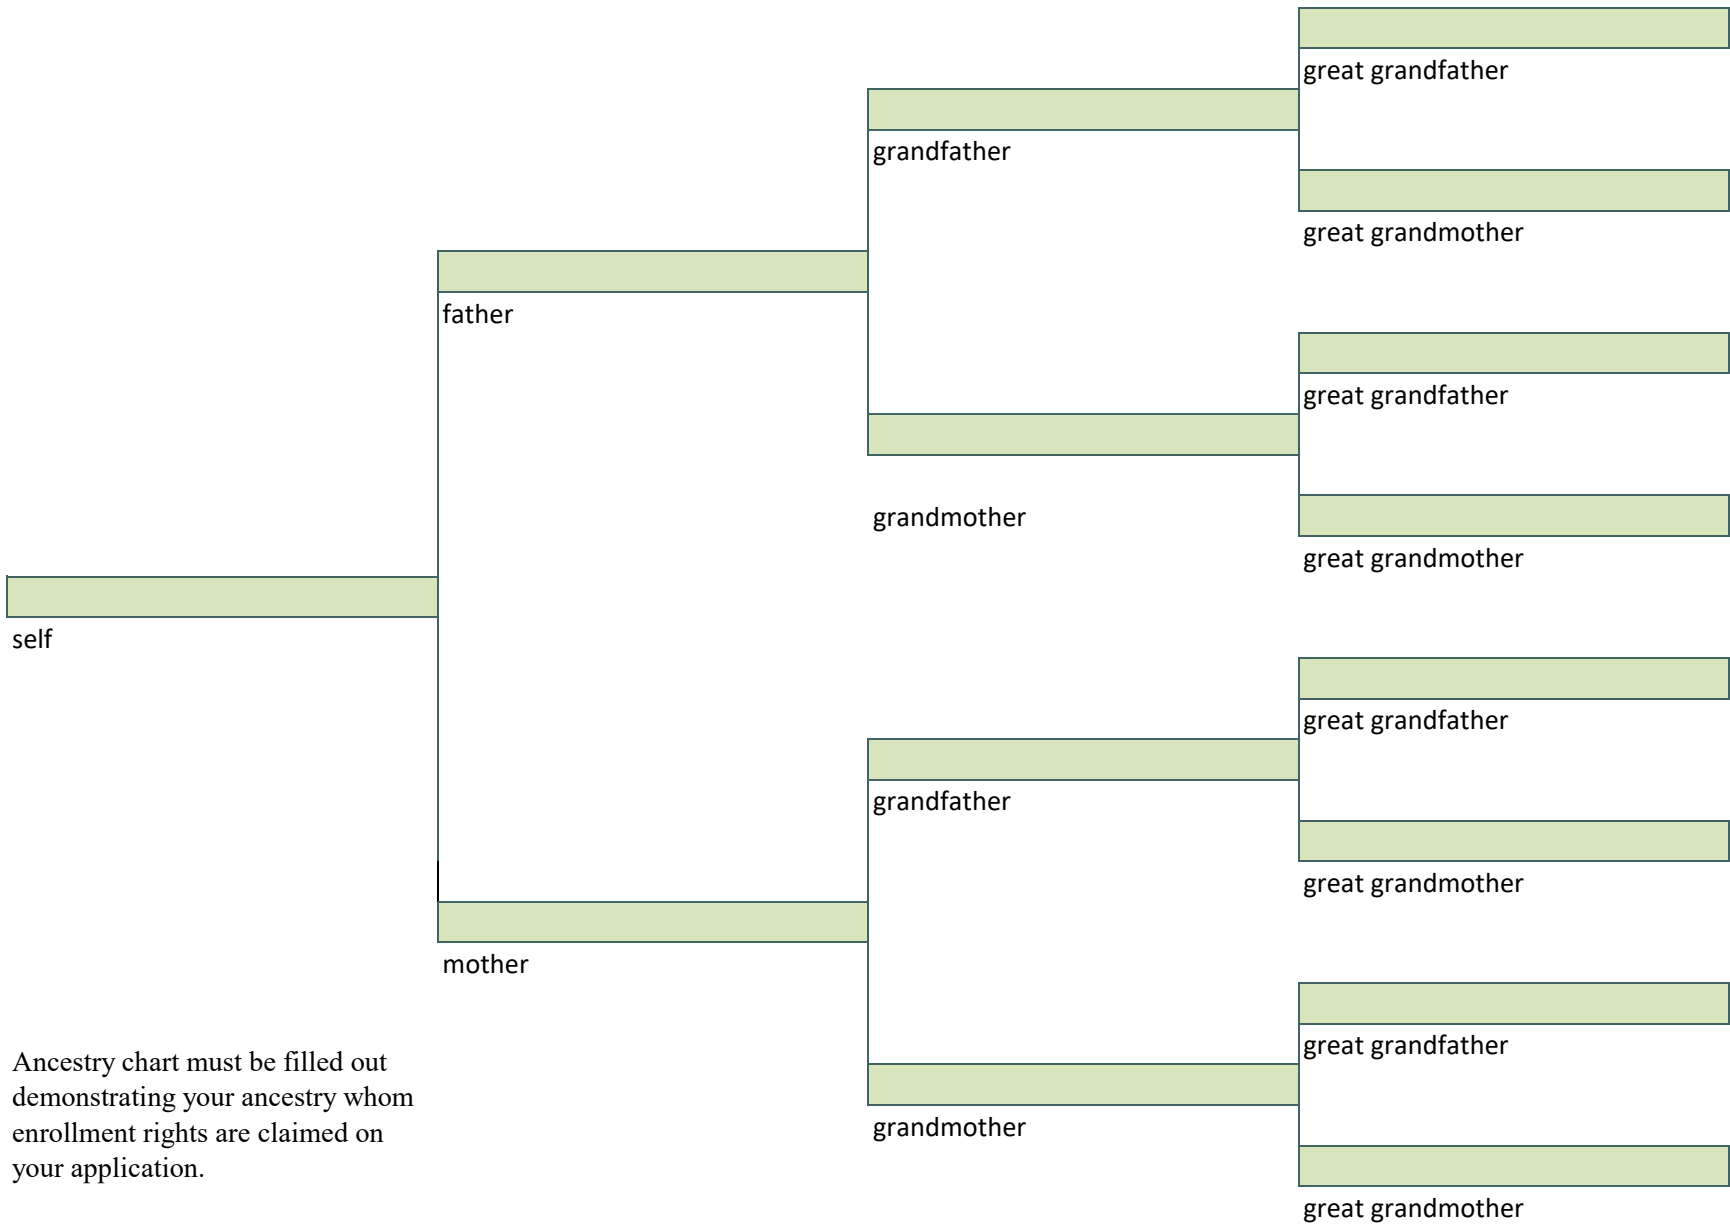 great grandfather
grandfather
great grandmother
father
great grandfather
grandmother
great grandmother
self
great grandfather
grandfather
great grandmother
mother
great grandfather
Ancestry chart must be filled out
demonstrating your ancestry whom
enrollment rights are claimed on
your application.
grandmother
great grandmother